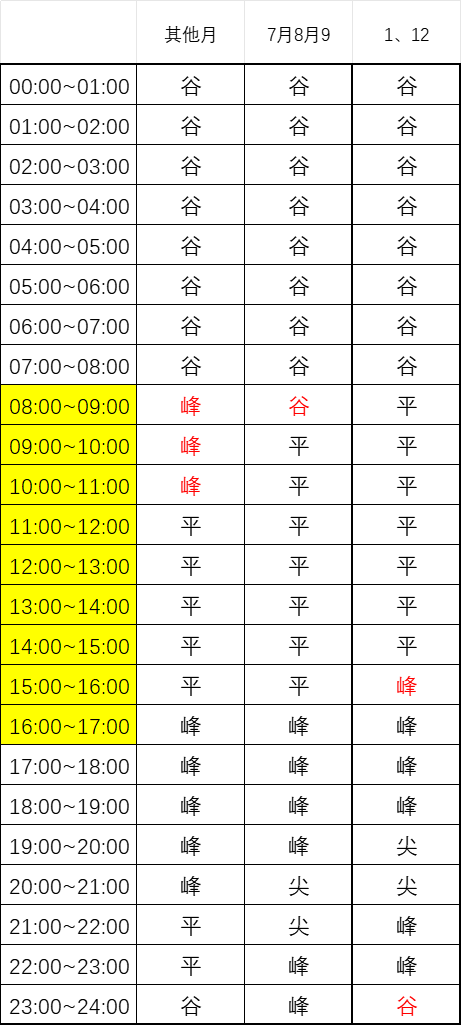 其他月 7月8月9 1、12
00:00~01:00 谷 谷 谷
01:00~02:00 谷 谷 谷
02:00~03:00 谷 谷 谷
03:00~04:00 谷 谷 谷
04:00~05:00 谷 谷 谷
05:00~06:00 谷 谷 谷
06:00~07:00 谷 谷 谷
07:00~08:00 谷 谷 谷
08:00~09:00 峰 谷 平
09:00~10:00 峰 平 平
10:00~11:00 峰 平 平
11:00~12:00 平 平 平
12:00~13:00 平 平 平
13:00~14:00 平 平 平
14:00~15:00 平 平 平
15:00~16:00 平 平 峰
16:00~17:00 峰 峰 峰
17:00~18:00 峰 峰 峰
18:00~19:00 峰 峰 峰
19:00~20:00 峰 峰 尖
20:00~21:00 峰 尖 尖
21:00~22:00 平 尖 峰
22:00~23:00 平 峰 峰
23:00~24:00 谷 峰 谷